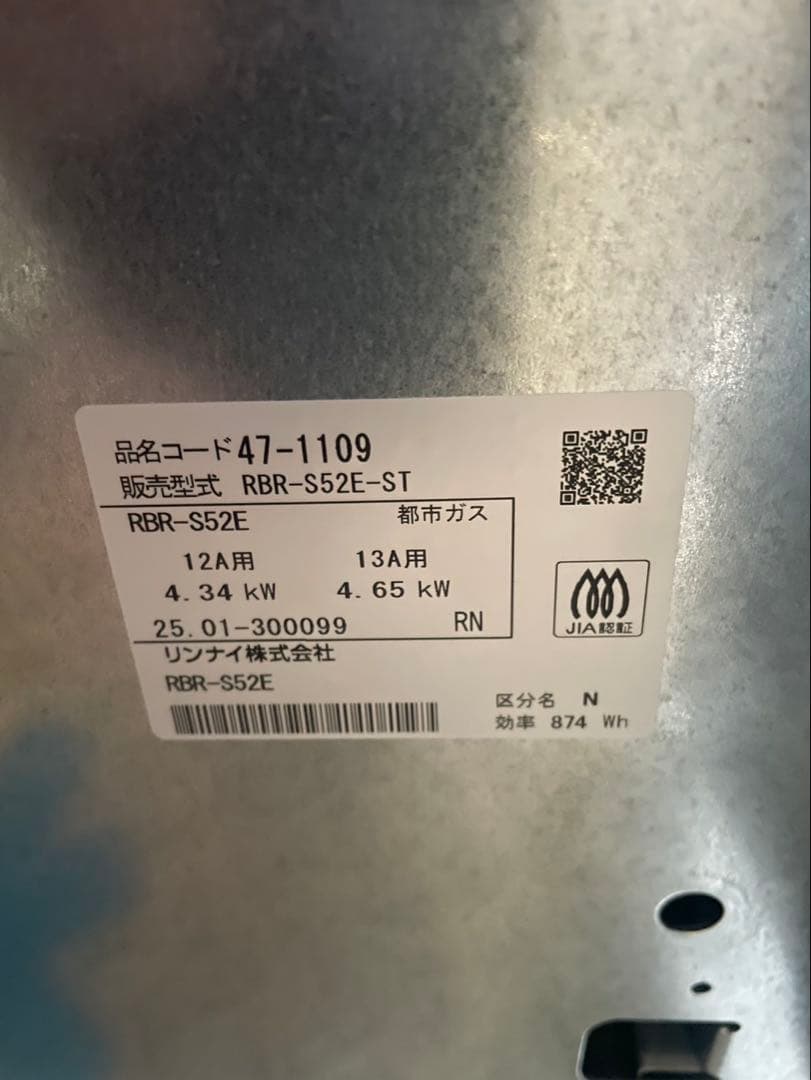 品名コード 47-1109
販売型式 RBR-S52E-ST
RBR-S52E 都市ガス
12A用 13A用
4.34 kW 4.65 kW
25.01-300099 RN
リンナイ株式会社
RBR-S52E
JIA認証
区分名 N
効率 874 Wh